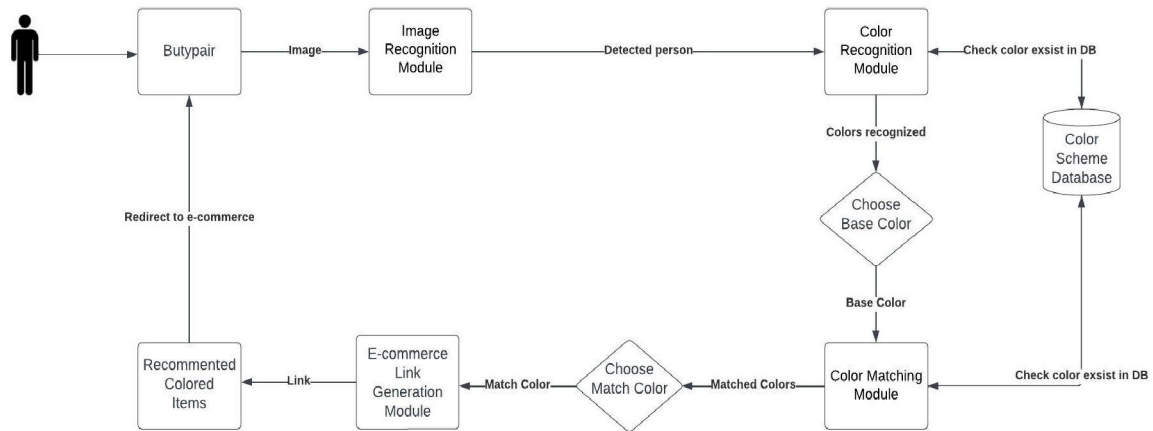 Butypair
Image
Image
Recognition
Module
Detected person
Color
Recognition
Module
Check color exsist in DB
Colors recognized
Color
Scheme
Database
Choose
Base Color
Redirect to e-commerce
Base Color
Recommented
Colored
Items
Link
E-commerce
Link
Generation
Module
Match Color
Choose
Match Color
Matched Colors
Color Matching
Module
Check color exsist in DB